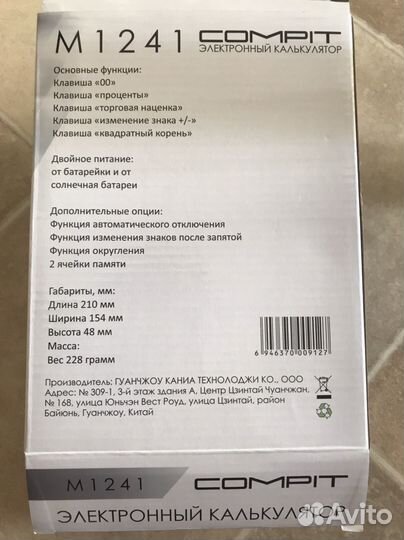 M1241 COMPIT
ЭЛЕКТРОННЫЙ КАЛЬКУЛЯТОР
Основные функции:
Клавиша «00»
Клавиша «проценты»
Клавиша «торговая наценка»
Клавиша «изменение знака +/-»
Клавиша «квадратный корень»
Двойное питание:
от батарейки и от
солнечная батареи
Дополнительные опции:
Функция автоматического отключения
Функция изменения знаков после запятой
Функция округления
2 ячейки памяти
Габариты, мм:
Длина 210 мм
Ширина 154 мм
Высота 48 мм
Масса:
Вес 228 грамм
6 946370 009127
Производитель: ГУАНЧЖОУ КАНИА ТЕХНОЛОДЖИ КО., ООО
Адрес: № 309-1, 3-й этаж здания А, Центр Цзинтай Чуанчжан,
№ 168, улица Юньчэн Вест Роуд, улица Цзинтай, район
Байюнь, Гуанчжоу, Китай
M1241 COMPIT
ЭЛЕКТРОННЫЙ КАЛЬКУЛЯТОР
Avito